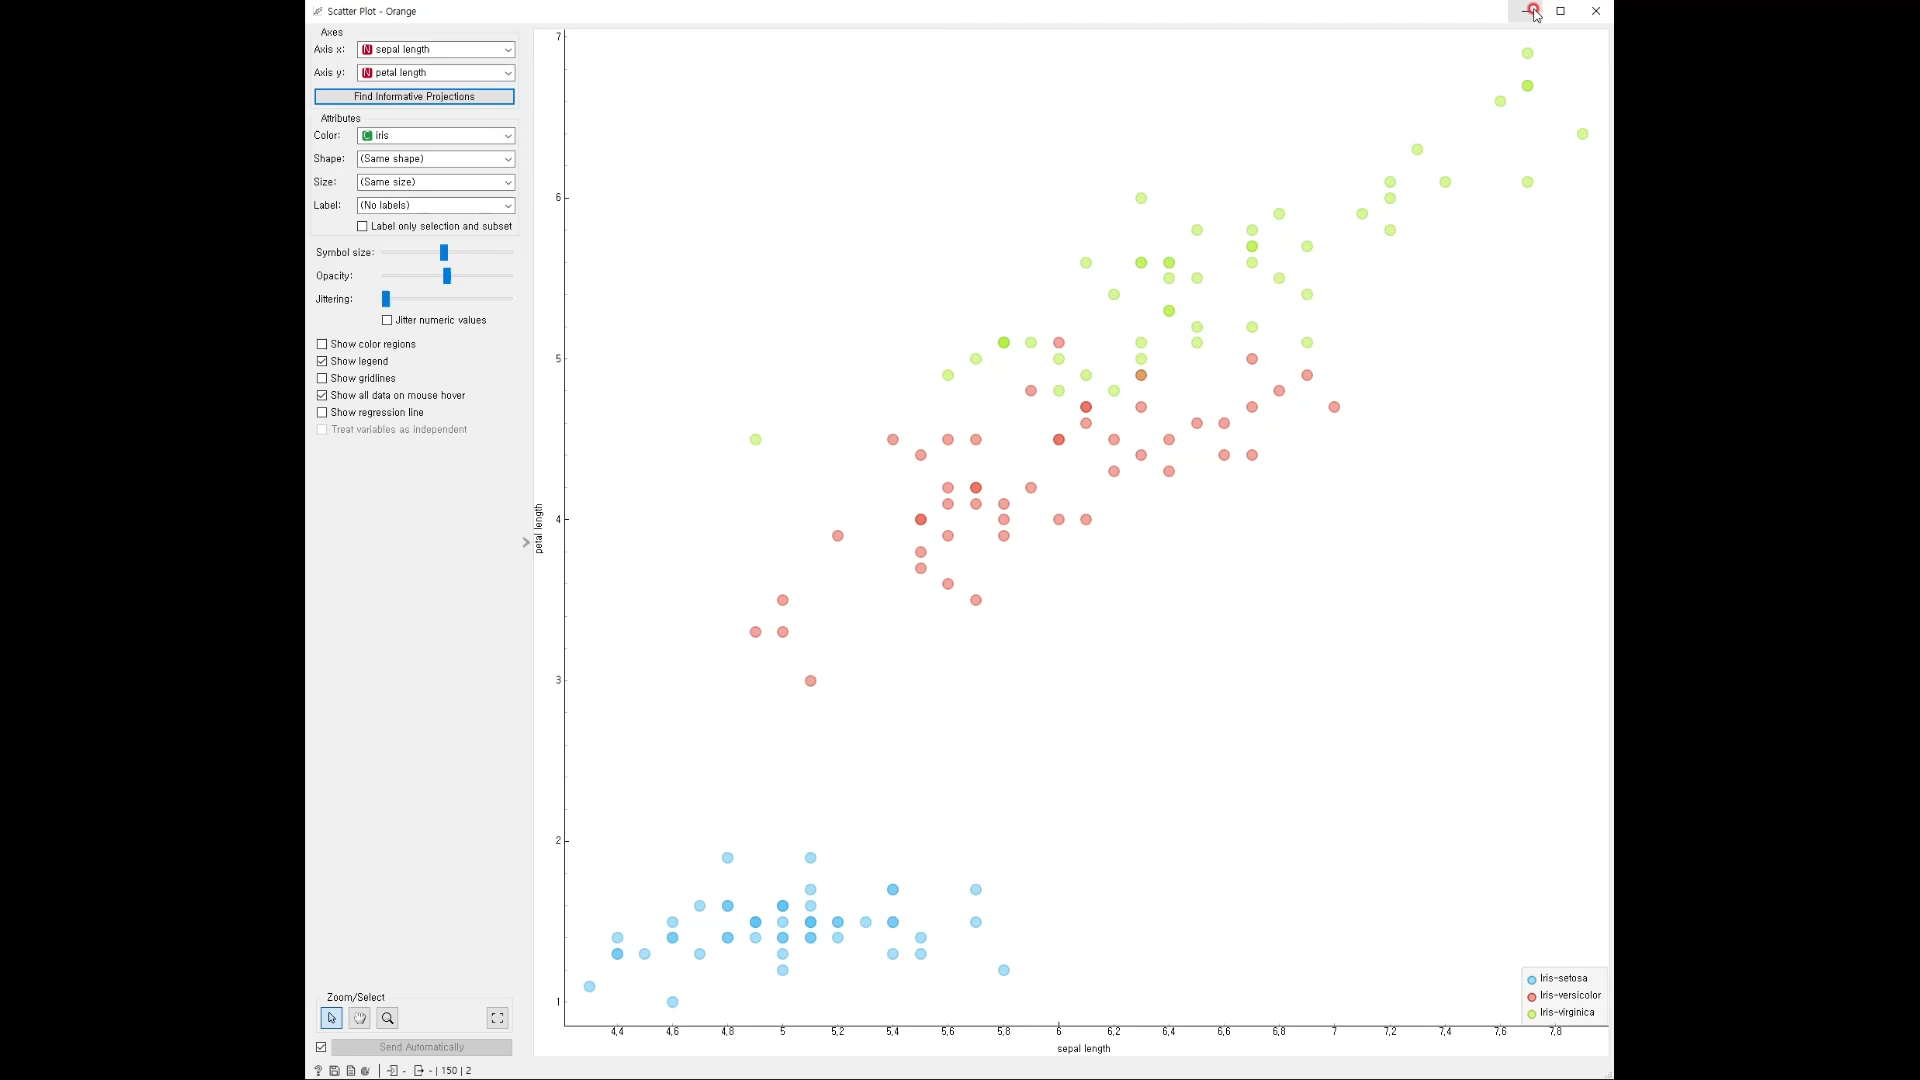 Scatter Plot - Orange
Axes
Axis x: N sepal length
Axis y: N petal length
Find Informative Projections
Attributes
Color: C iris
Shape: (Same shape)
Size: (Same size)
Label: (No labels)
Label only selection and subset
Symbol size:
Opacity:
Jittering:
Jitter numeric values
Show color regions
Show legend
Show gridlines
Show all data on mouse hover
Show regression line
Treat variables as independent
Zoom/Select
Send Automatically
? - - | 150 | 2
7
6
5
4
3
2
1
petal length
4,4 4,6 4,8 5 5,2 5,4 5,6 5,8 6 6,2 6,4 6,6 6,8 7 7,2 7,4 7,6 7,8
sepal length
Iris-setosa
Iris-versicolor
Iris-virginica